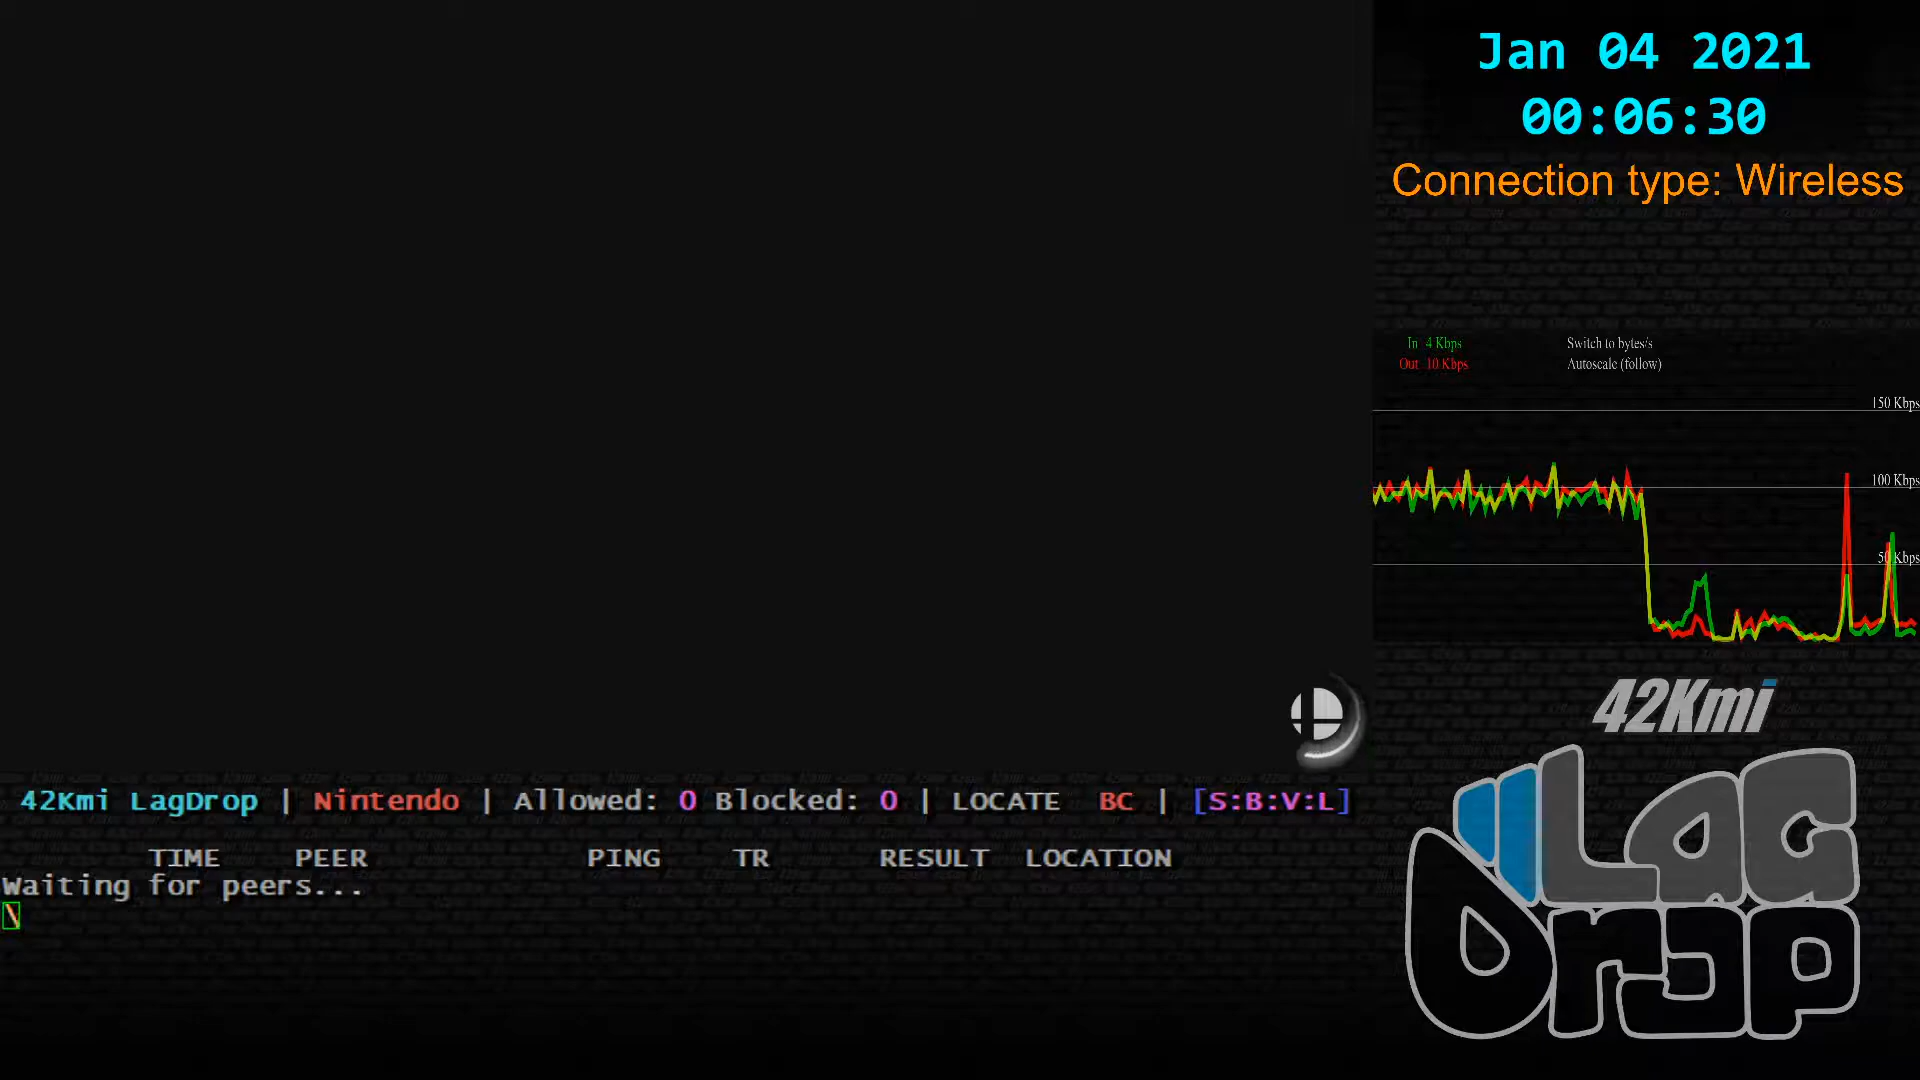 Jan 04 2021
00:06:30
Connection type: Wireless
In 4 Kbps
Switch to bytes/s
Out 10 Kbps
Autoscale (follow)
150 Kbps
100 Kbps
50 Kbps
42Kmi
LagDrop
42Kmi LagDrop | Nintendo | Allowed: 0 Blocked: 0 | LOCATE BC | [S:B:V:L]
TIME PEER PING TR RESULT LOCATION
Waiting for peers...
\